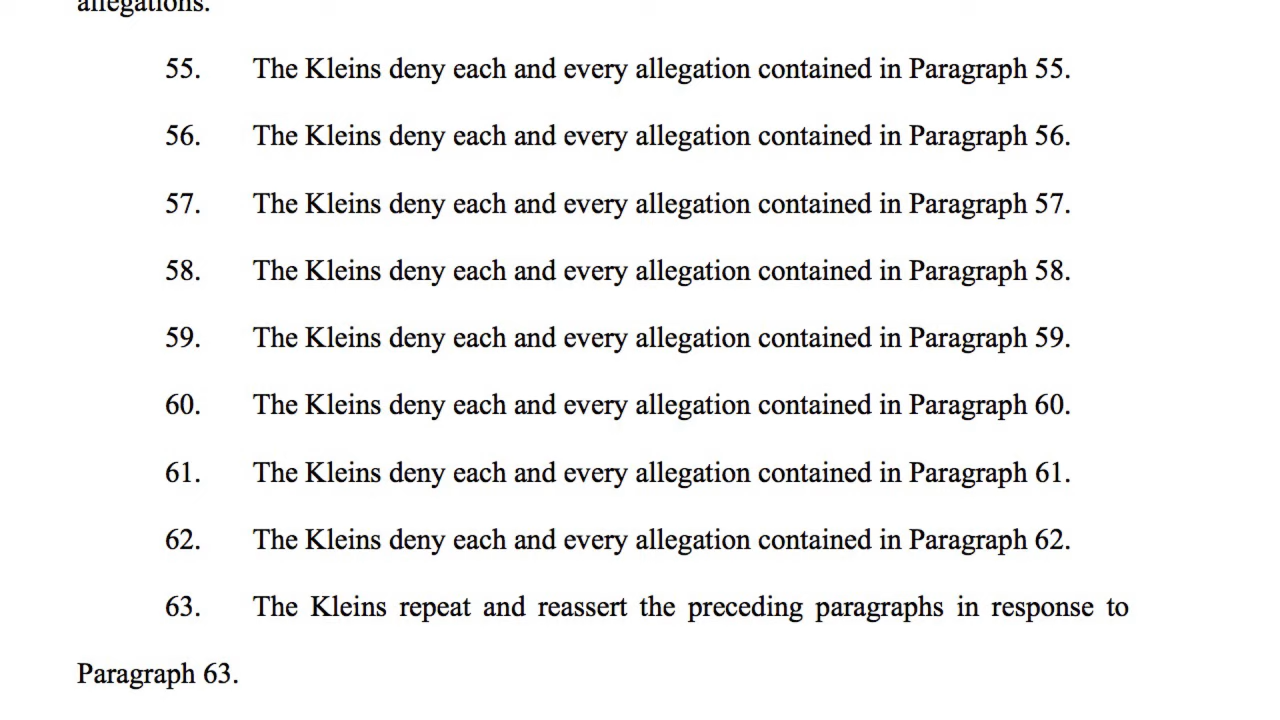 allegations.
55. The Kleins deny each and every allegation contained in Paragraph 55.
56. The Kleins deny each and every allegation contained in Paragraph 56.
57. The Kleins deny each and every allegation contained in Paragraph 57.
58. The Kleins deny each and every allegation contained in Paragraph 58.
59. The Kleins deny each and every allegation contained in Paragraph 59.
60. The Kleins deny each and every allegation contained in Paragraph 60.
61. The Kleins deny each and every allegation contained in Paragraph 61.
62. The Kleins deny each and every allegation contained in Paragraph 62.
63. The Kleins repeat and reassert the preceding paragraphs in response to
Paragraph 63.